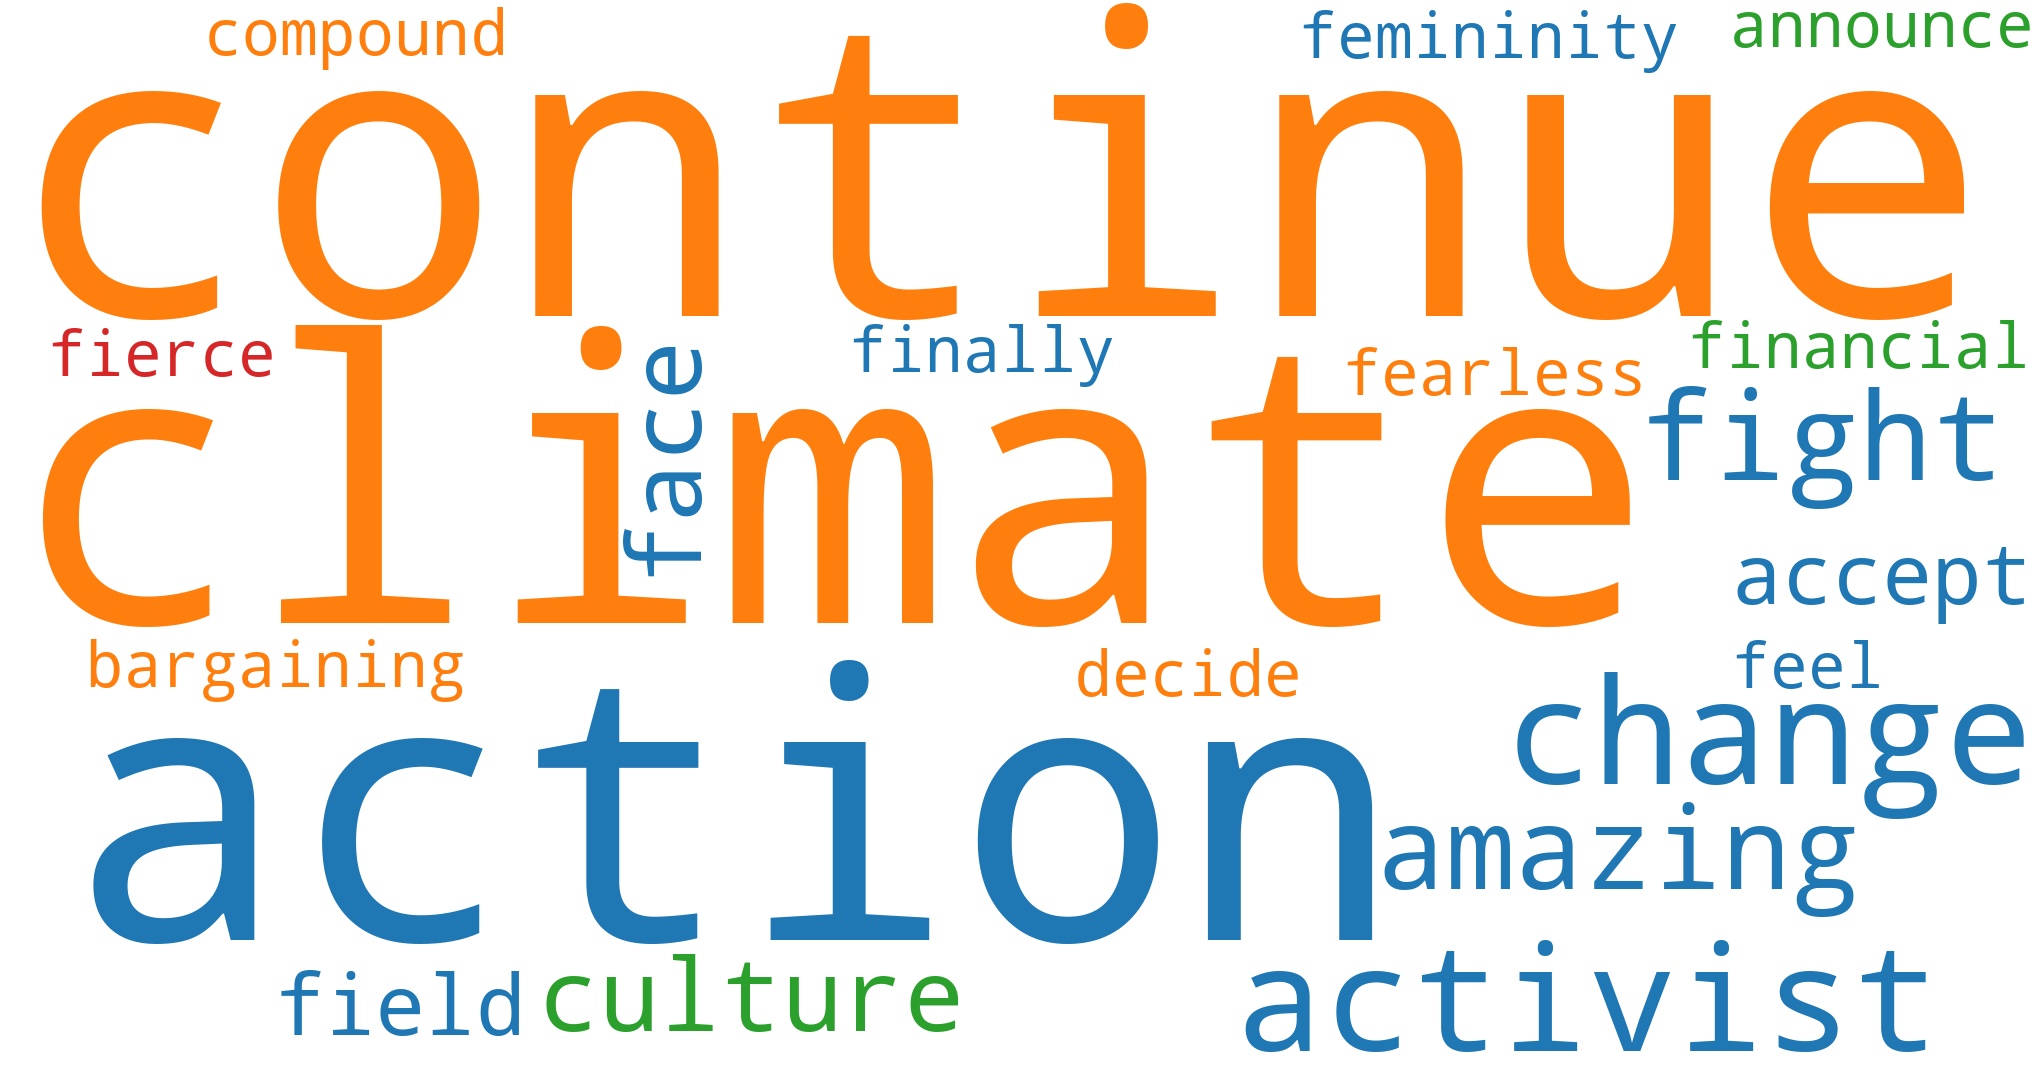 compound femininity announce
continue
fierce finally fearless financial
climate face fight
accept
bargaining decide feel
action change
amazing
field culture activist